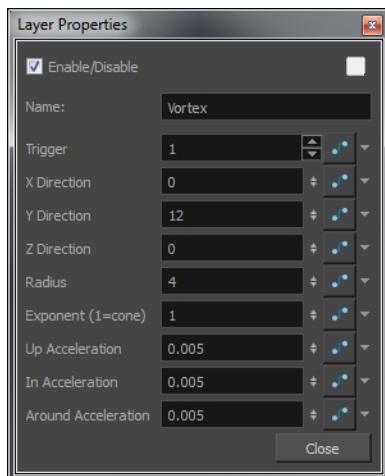 Layer Properties
Enable/Disable
Name: Vortex
Trigger 1
X Direction 0
Y Direction 12
Z Direction 0
Radius 4
Exponent (1=cone) 1
Up Acceleration 0.005
In Acceleration 0.005
Around Acceleration 0.005
Close